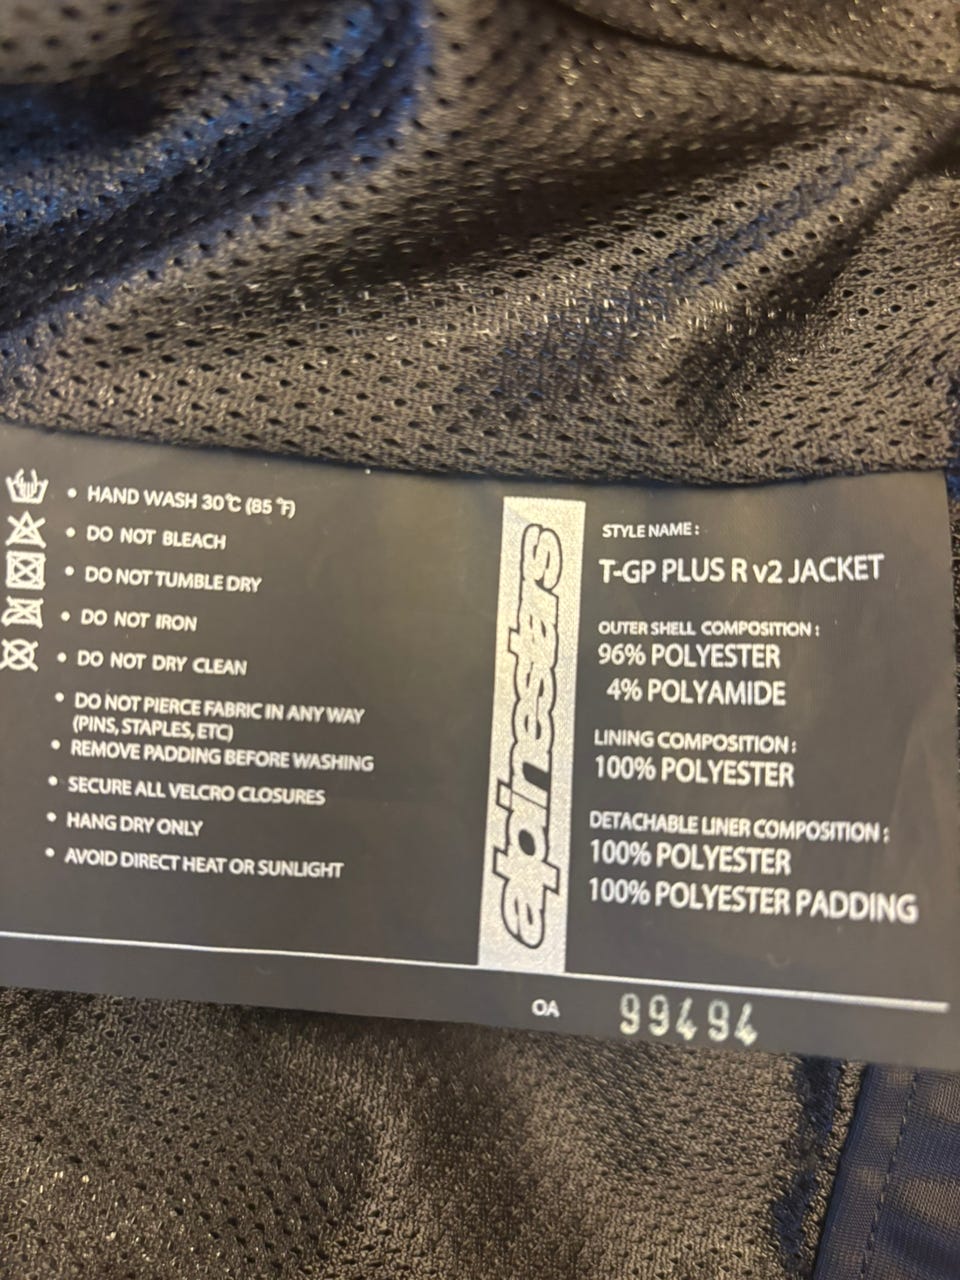 • HAND WASH 30°C (85 °F)
• DO NOT BLEACH
• DO NOT TUMBLE DRY
• DO NOT IRON
• DO NOT DRY CLEAN
• DO NOT PIERCE FABRIC IN ANY WAY
(PINS, STAPLES, ETC)
• REMOVE PADDING BEFORE WASHING
• SECURE ALL VELCRO CLOSURES
• HANG DRY ONLY
• AVOID DIRECT HEAT OR SUNLIGHT
alpinestars
STYLE NAME :
T-GP PLUS R v2 JACKET
OUTER SHELL COMPOSITION :
96% POLYESTER
4% POLYAMIDE
LINING COMPOSITION :
100% POLYESTER
DETACHABLE LINER COMPOSITION :
100% POLYESTER
100% POLYESTER PADDING
OA 99494